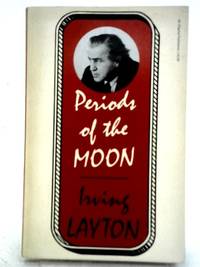 Periods
of the
MOON
Irving
LAYTON